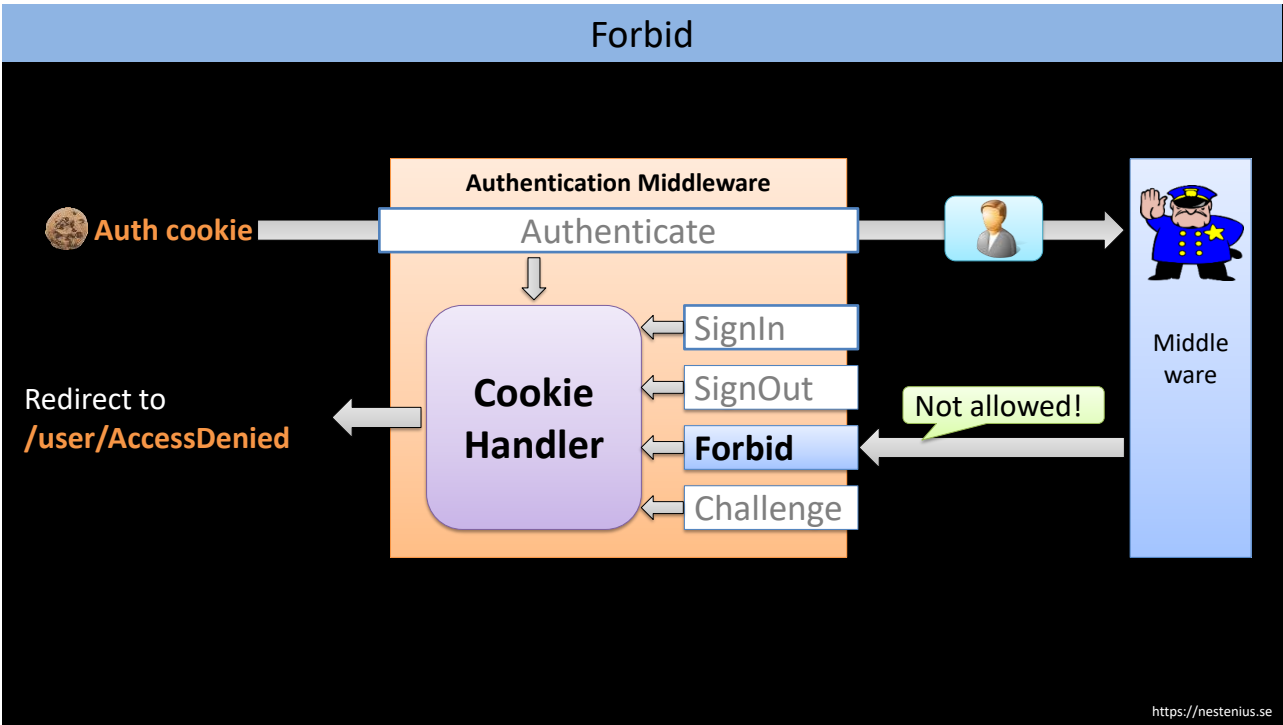 Forbid
Authentication Middleware
Auth cookie
Authenticate
SignIn
SignOut
Forbid
Challenge
Cookie
Handler
Redirect to
/user/AccessDenied
Not allowed!
Middle
ware
https://nestenius.se